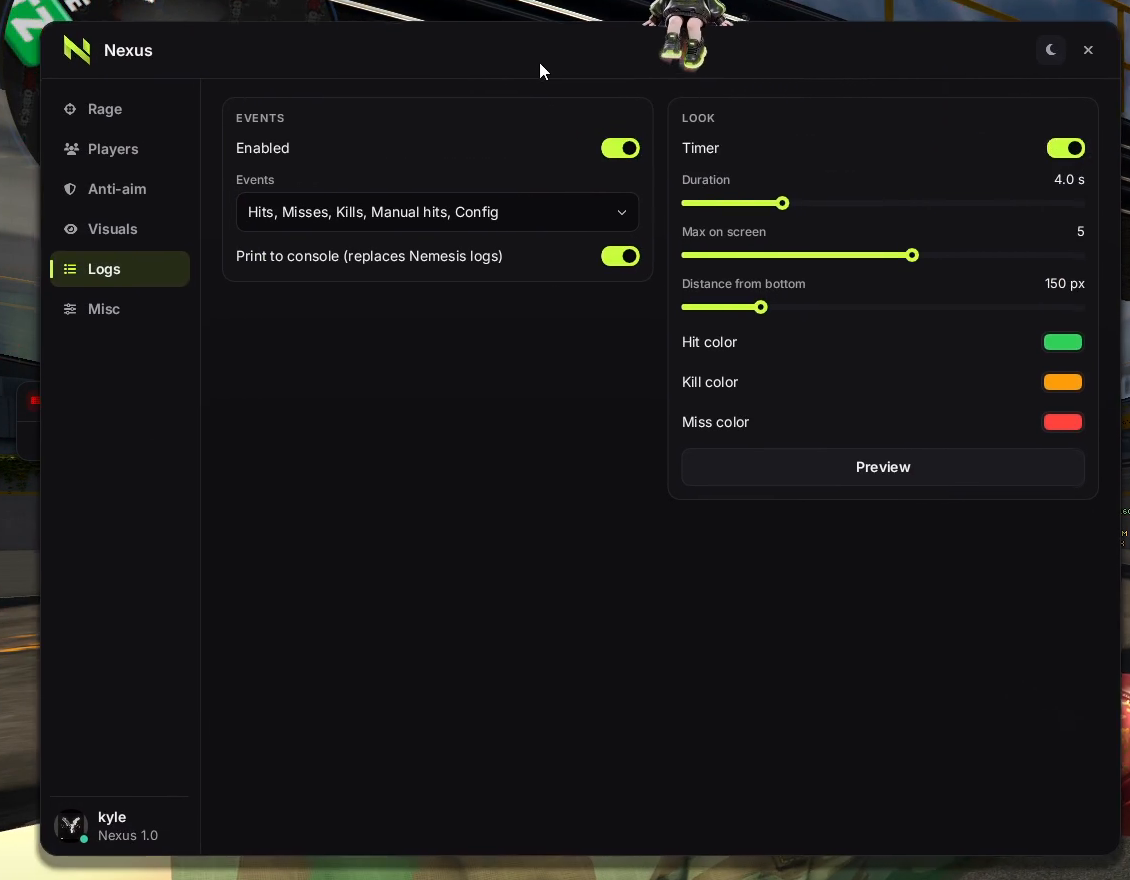 Nexus
Rage
Players
Anti-aim
Visuals
Logs
Misc
EVENTS
Enabled
Events
Hits, Misses, Kills, Manual hits, Config
Print to console (replaces Nemesis logs)
LOOK
Timer
Duration
4.0 s
Max on screen
5
Distance from bottom
150 px
Hit color
Kill color
Miss color
Preview
kyle
Nexus 1.0